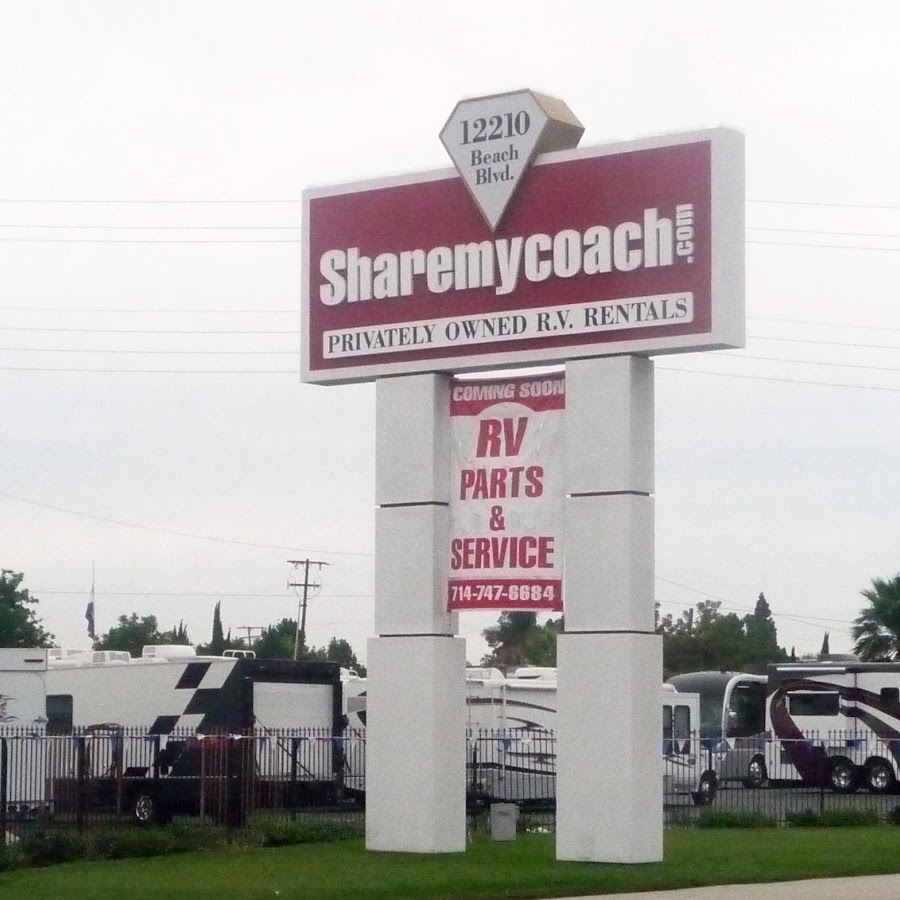 12210
Beach
Blvd.
Sharemycoach.com
PRIVATELY OWNED R.V. RENTALS
COMING SOON
RV
PARTS
&
SERVICE
714-747-6684